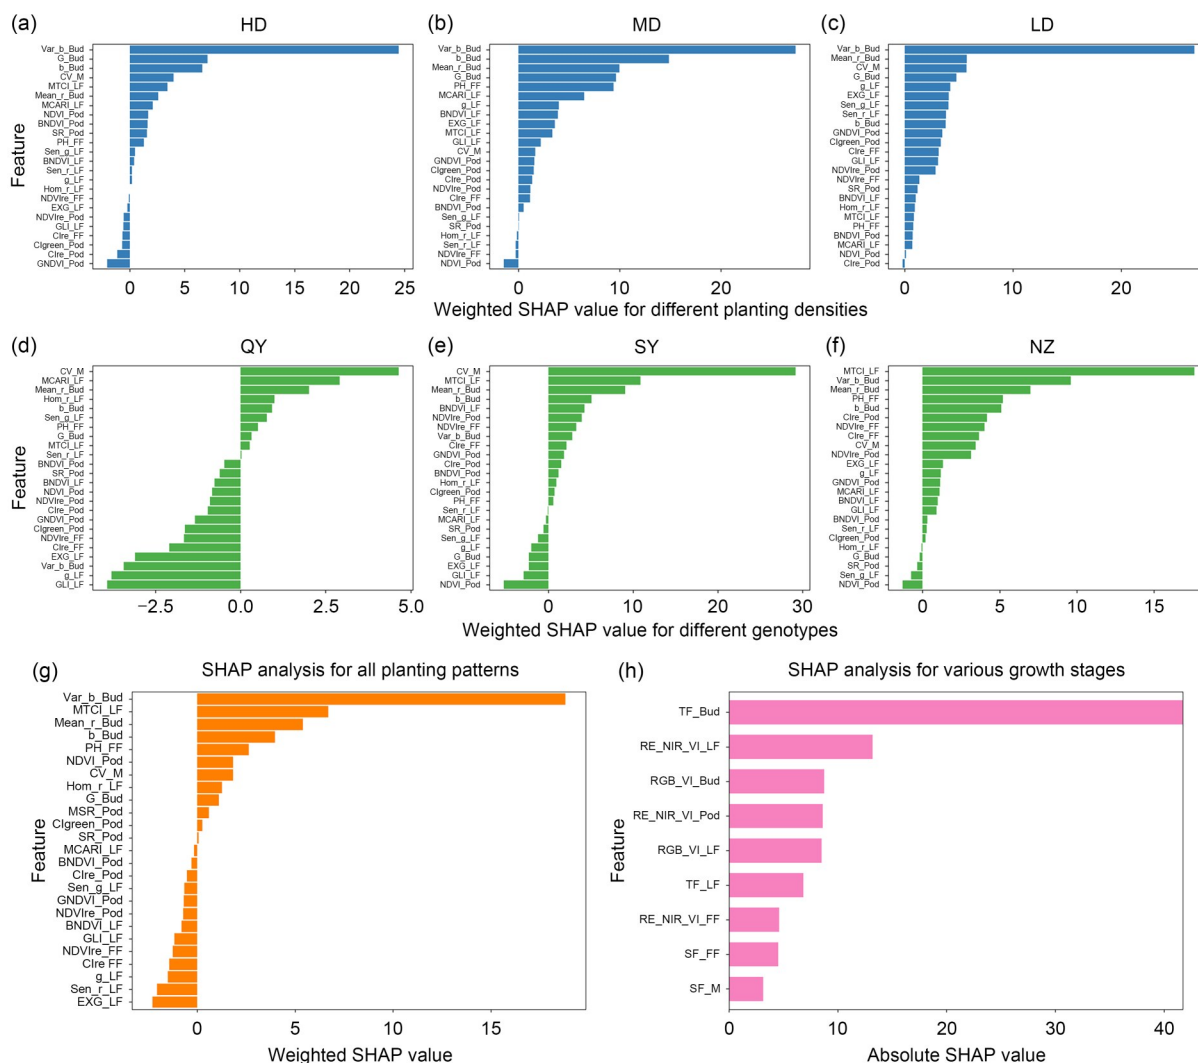 (a)
HD
Feature
Var_b_Bud
G_Bud
b_Bud
CV_M
MTCI_LF
Mean_r_Bud
MCARI_LF
NDVI_Pod
BNDVI_Pod
SR_Pod
PH_FF
Sen_g_LF
BNDVI_LF
Sen_r_LF
g_LF
Hom_r_LF
NDVIre_FF
EXG_LF
NDVIre_Pod
GLI_LF
CIre_FF
CIgreen_Pod
CIre_Pod
GNDVI_Pod
0 5 10 15 20 25
(b)
MD
Var_b_Bud
b_Bud
Mean_r_Bud
G_Bud
PH_FF
MCARI_LF
g_LF
BNDVI_LF
EXG_LF
MTCI_LF
GLI_LF
CV_M
GNDVI_Pod
CIgreen_Pod
CIre_Pod
NDVIre_Pod
CIre_FF
BNDVI_Pod
Sen_g_LF
SR_Pod
Hom_r_LF
Sen_r_LF
NDVIre_FF
NDVI_Pod
0 10 20
(c)
LD
Var_b_Bud
Mean_r_Bud
CV_M
G_Bud
g_LF
EXG_LF
Sen_g_LF
Sen_r_LF
b_Bud
GNDVI_Pod
CIgreen_Pod
CIre_FF
GLI_LF
NDVIre_Pod
NDVIre_FF
SR_Pod
BNDVI_LF
Hom_r_LF
MTCI_LF
PH_FF
BNDVI_Pod
MCARI_LF
NDVI_Pod
CIre_Pod
0 10 20
Weighted SHAP value for different planting densities
(d)
QY
Feature
CV_M
MCARI_LF
Mean_r_Bud
Hom_r_LF
b_Bud
Sen_g_LF
PH_FF
G_Bud
MTCI_LF
Sen_r_LF
BNDVI_Pod
SR_Pod
BNDVI_LF
NDVI_Pod
NDVIre_Pod
CIre_Pod
GNDVI_Pod
CIgreen_Pod
NDVIre_FF
CIre_FF
EXG_LF
Var_b_Bud
g_LF
GLI_LF
−2.5 0.0 2.5 5.0
(e)
SY
CV_M
MTCI_LF
Mean_r_Bud
b_Bud
BNDVI_LF
NDVIre_Pod
NDVIre_FF
Var_b_Bud
CIre_FF
GNDVI_Pod
CIre_Pod
BNDVI_Pod
Hom_r_LF
CIgreen_Pod
PH_FF
Sen_r_LF
MCARI_LF
SR_Pod
Sen_g_LF
g_LF
G_Bud
EXG_LF
GLI_LF
NDVI_Pod
0 10 20 30
(f)
NZ
MTCI_LF
Var_b_Bud
Mean_r_Bud
PH_FF
b_Bud
CIre_Pod
NDVIre_FF
CIre_FF
CV_M
NDVIre_Pod
EXG_LF
g_LF
GNDVI_Pod
MCARI_LF
BNDVI_LF
GLI_LF
BNDVI_Pod
Sen_r_LF
CIgreen_Pod
Hom_r_LF
G_Bud
SR_Pod
Sen_g_LF
NDVI_Pod
0 5 10 15
Weighted SHAP value for different genotypes
(g)
SHAP analysis for all planting patterns
Feature
Var_b_Bud
MTCI_LF
Mean_r_Bud
b_Bud
PH_FF
NDVI_Pod
CV_M
Hom_r_LF
G_Bud
MSR_Pod
CIgreen_Pod
SR_Pod
MCARI_LF
BNDVI_Pod
CIre_Pod
Sen_g_LF
GNDVI_Pod
NDVIre_Pod
BNDVI_LF
GLI_LF
NDVIre_FF
CIre FF
g_LF
Sen_r_LF
EXG_LF
0 5 10 15
Weighted SHAP value
(h)
SHAP analysis for various growth stages
Feature
TF_Bud
RE_NIR_VI_LF
RGB_VI_Bud
RE_NIR_VI_Pod
RGB_VI_LF
TF_LF
RE_NIR_VI_FF
SF_FF
SF_M
0 10 20 30 40
Absolute SHAP value